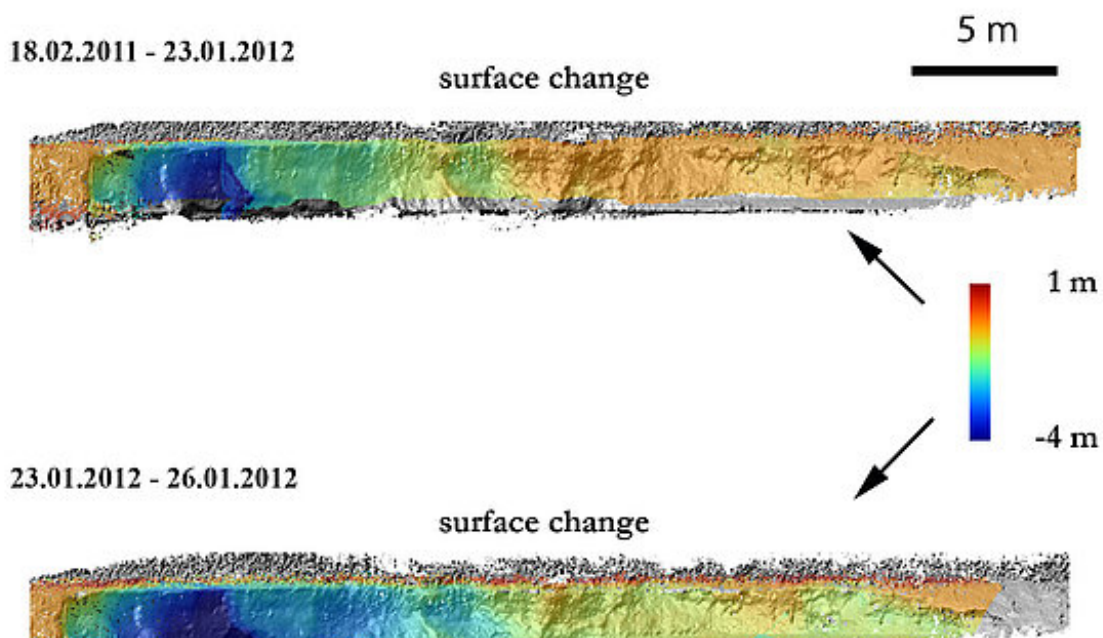 5 m
18.02.2011 - 23.01.2012
surface change
1 m
-4 m
23.01.2012 - 26.01.2012
surface change